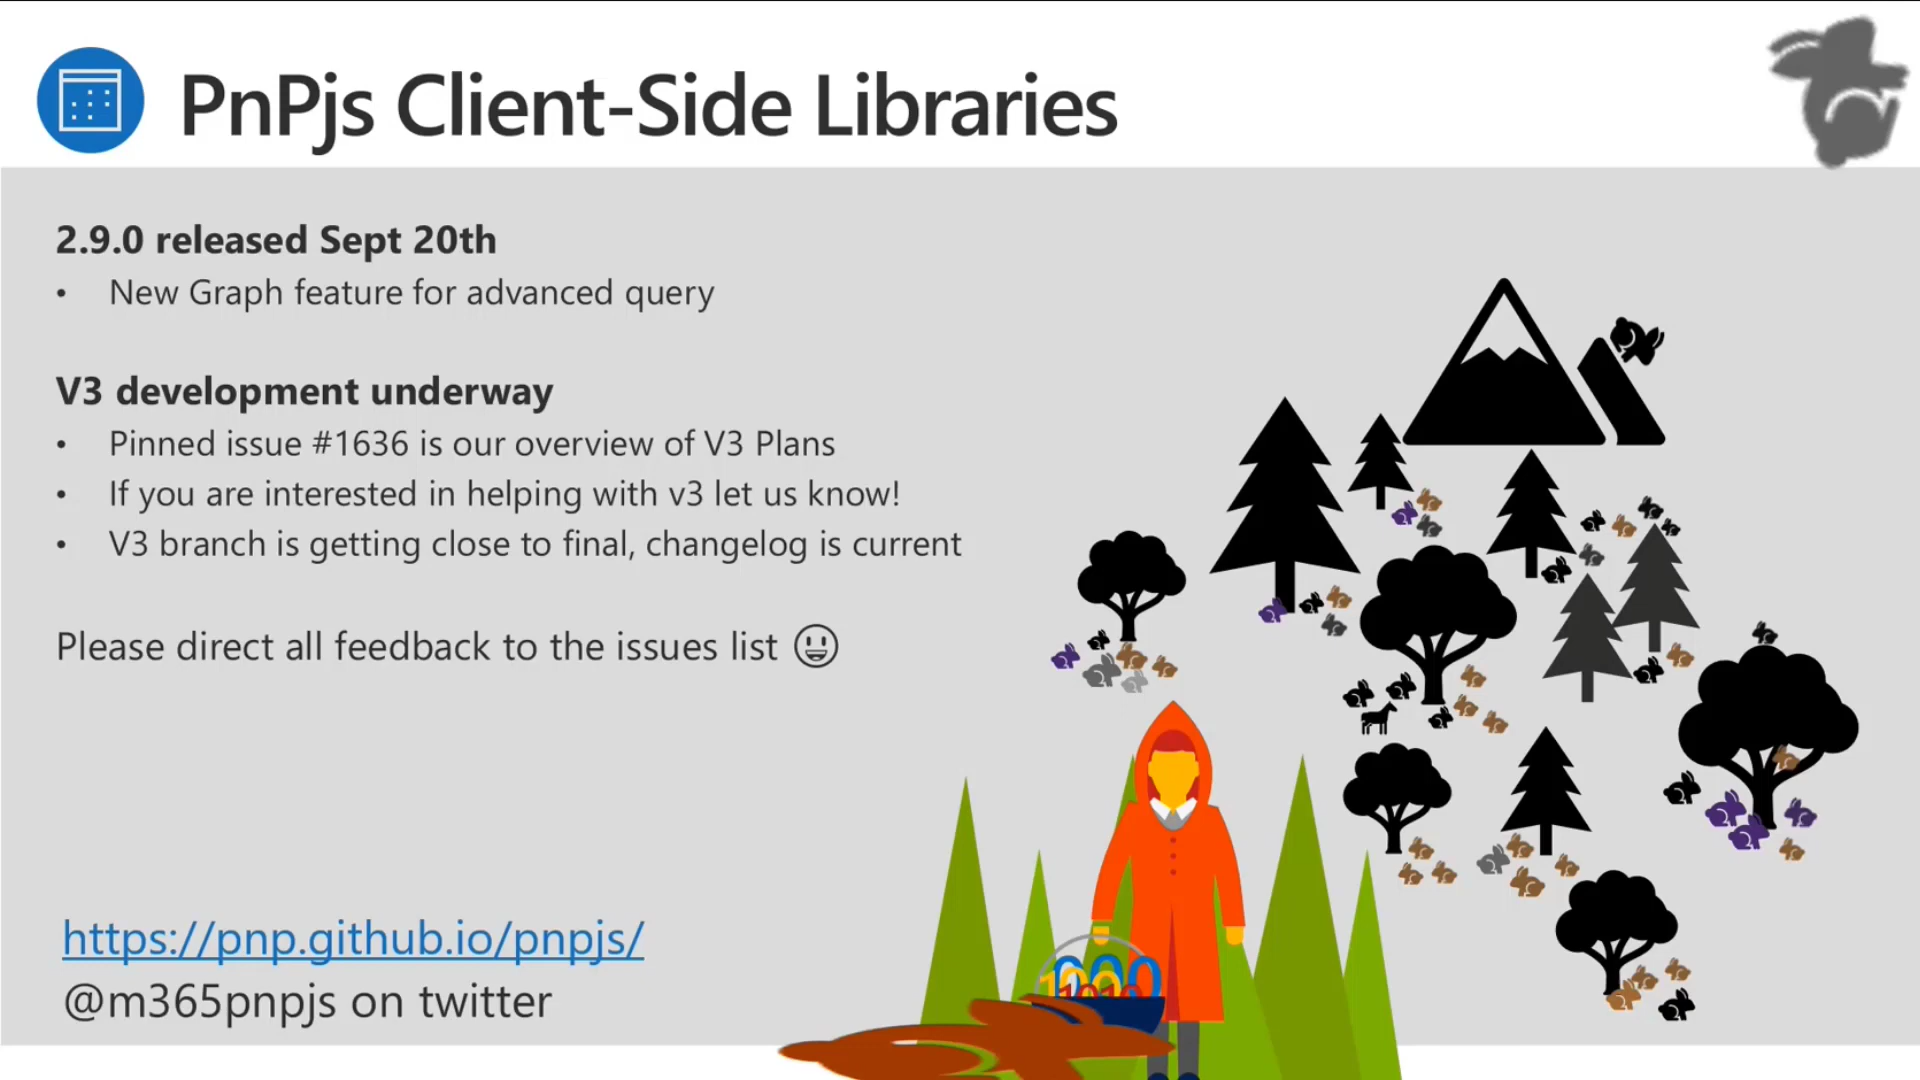 PnPjs Client-Side Libraries
2.9.0 released Sept 20th
• New Graph feature for advanced query
V3 development underway
• Pinned issue #1636 is our overview of V3 Plans
• If you are interested in helping with v3 let us know!
• V3 branch is getting close to final, changelog is current
Please direct all feedback to the issues list 😃
https://pnp.github.io/pnpjs/
@m365pnpjs on twitter